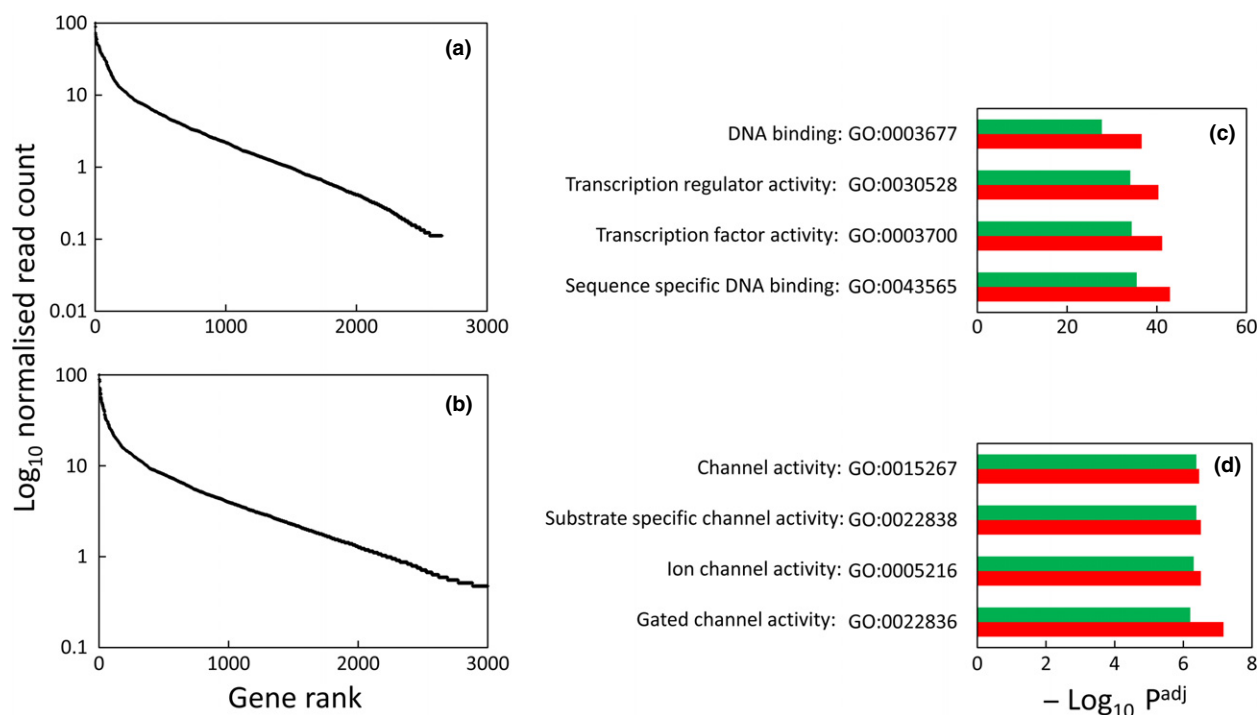 Log10 normalised read count
100
10
1
0.1
0.01
(a)
0 1000 2000 3000
100
10
1
0.1
(b)
0 1000 2000 3000
Gene rank
DNA binding: GO:0003677
Transcription regulator activity: GO:0030528
Transcription factor activity: GO:0003700
Sequence specific DNA binding: GO:0043565
(c)
0 20 40 60
Channel activity: GO:0015267
Substrate specific channel activity: GO:0022838
Ion channel activity: GO:0005216
Gated channel activity: GO:0022836
(d)
0 2 4 6 8
– Log10 Padj